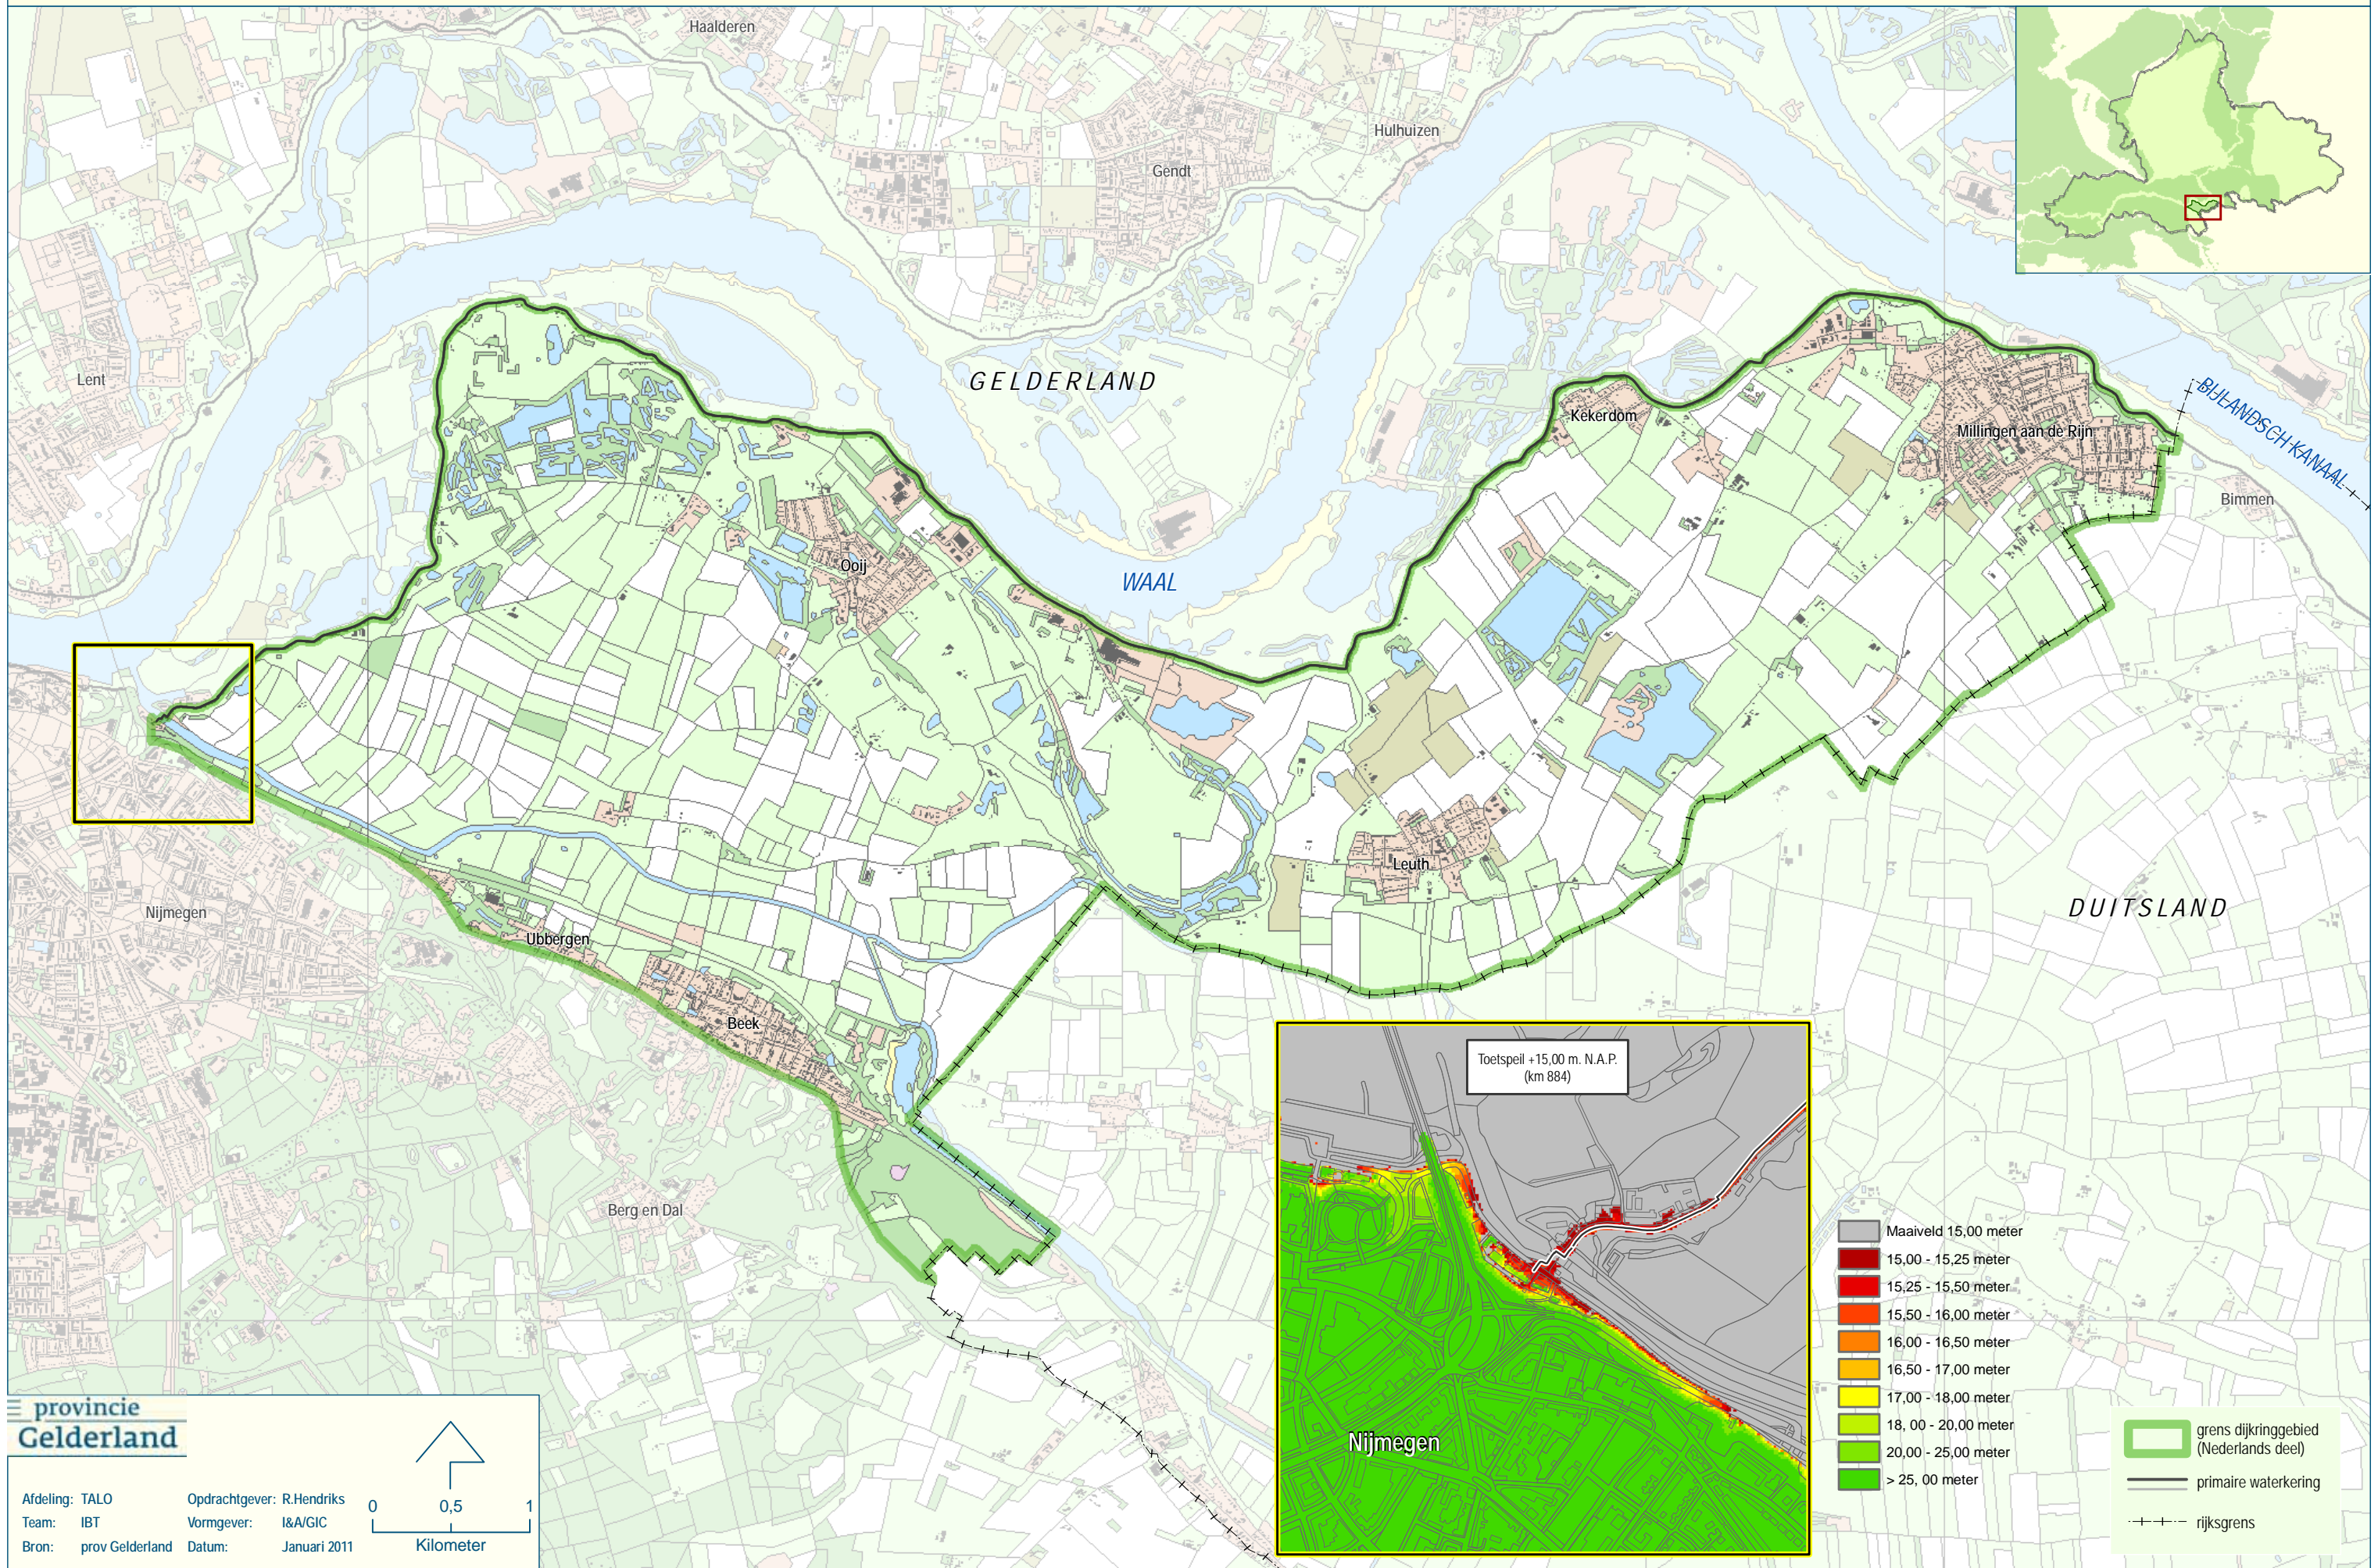 Haalderen
Hulhuizen
Gendt
Lent
GELDERLAND
BIJLANDSCH KANAAL
Kekerdom
Millingen aan de Rijn
Bimmen
Ooij
WAAL
Leuth
DUITSLAND
Nijmegen
Ubbergen
Beek
Berg en Dal
Toetspeil +15,00 m. N.A.P.
(km 884)
Nijmegen
Maaiveld 15,00 meter
15,00 - 15,25 meter
15,25 - 15,50 meter
15,50 - 16,00 meter
16,00 - 16,50 meter
16,50 - 17,00 meter
17,00 - 18,00 meter
18, 00 - 20,00 meter
20,00 - 25,00 meter
> 25, 00 meter
grens dijkringgebied
(Nederlands deel)
primaire waterkering
rijksgrens
provincie
Gelderland
Afdeling: TALO Opdrachtgever: R.Hendriks
Team: IBT Vormgever: I&A/GIC
Bron: prov Gelderland Datum: Januari 2011
0 0,5 1
Kilometer